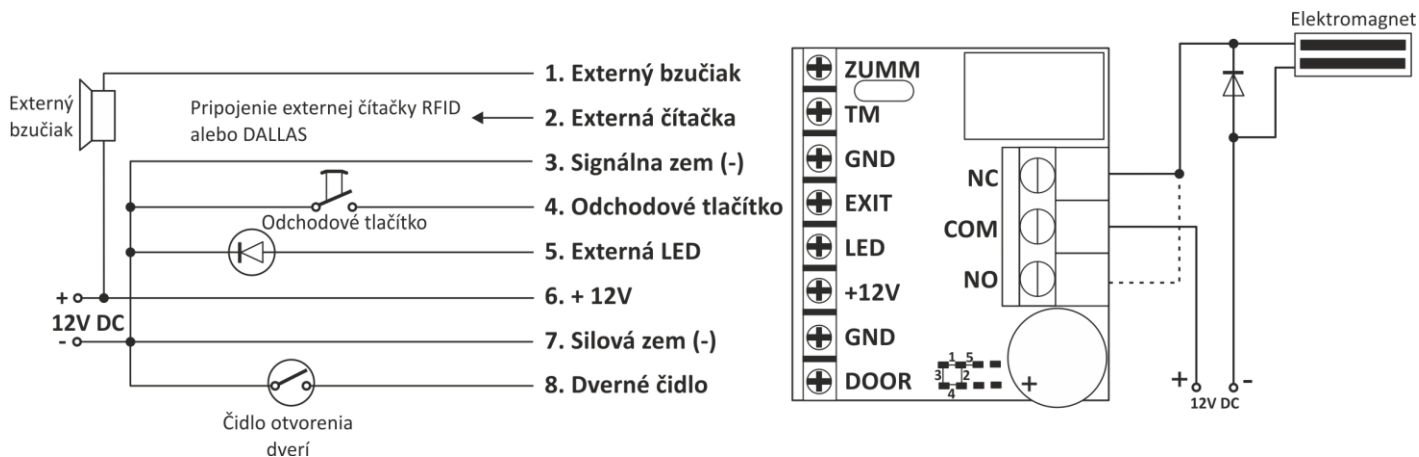 Externý
bzučiak
Pripojenie externej čítačky RFID
alebo DALLAS
1. Externý bzučiak
2. Externá čítačka
3. Signálna zem (-)
4. Odchodové tlačítko
Odchodové tlačítko
5. Externá LED
6. + 12V
+
12V DC
-
7. Silová zem (-)
8. Dverné čidlo
Čidlo otvorenia
dverí
ZUMM
TM
GND
EXIT
LED
+12V
GND
DOOR
1 5
3 2
4
+
NC
COM
NO
Elektromagnet
+ -
12V DC